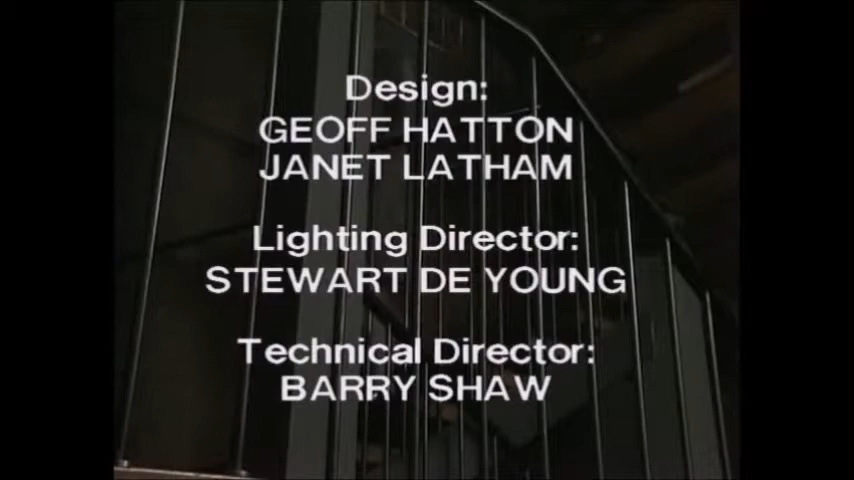 Design:
GEOFF HATTON
JANET LATHAM
Lighting Director:
STEWART DE YOUNG
Technical Director:
BARRY SHAW